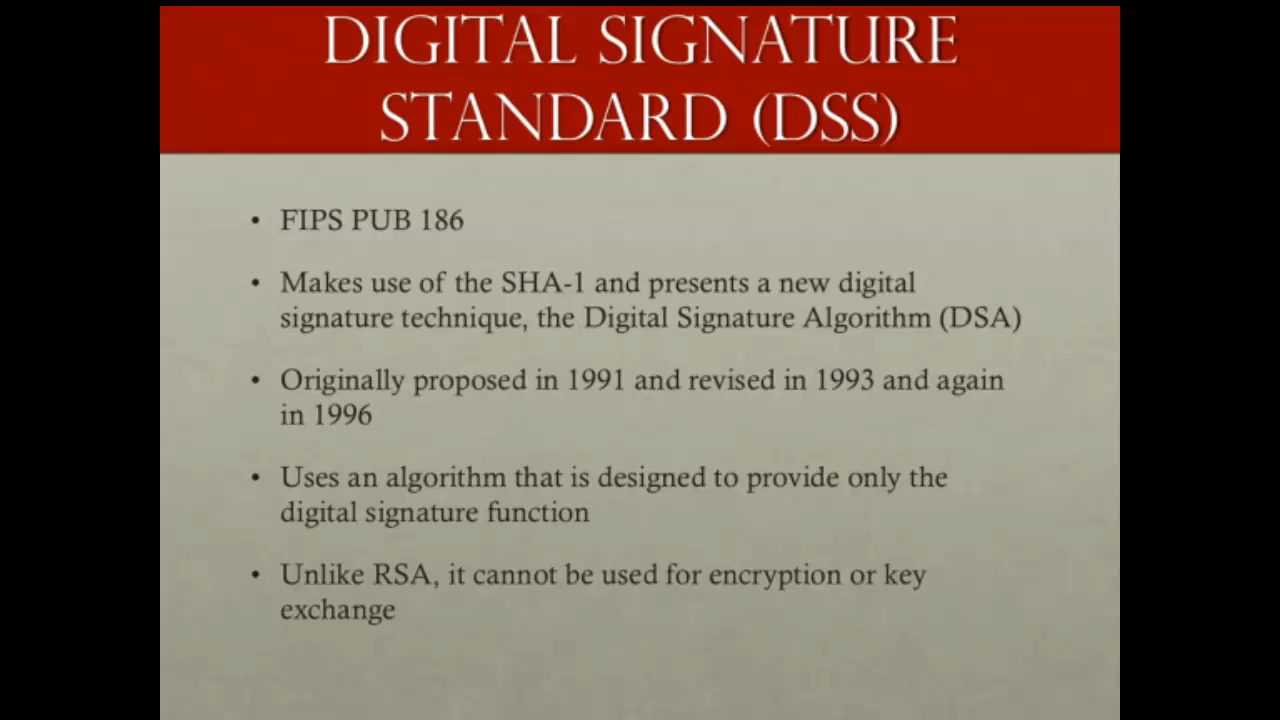 DIGITAL SIGNATURE
STANDARD (DSS)
• FIPS PUB 186
• Makes use of the SHA-1 and presents a new digital
signature technique, the Digital Signature Algorithm (DSA)
• Originally proposed in 1991 and revised in 1993 and again
in 1996
• Uses an algorithm that is designed to provide only the
digital signature function
• Unlike RSA, it cannot be used for encryption or key
exchange